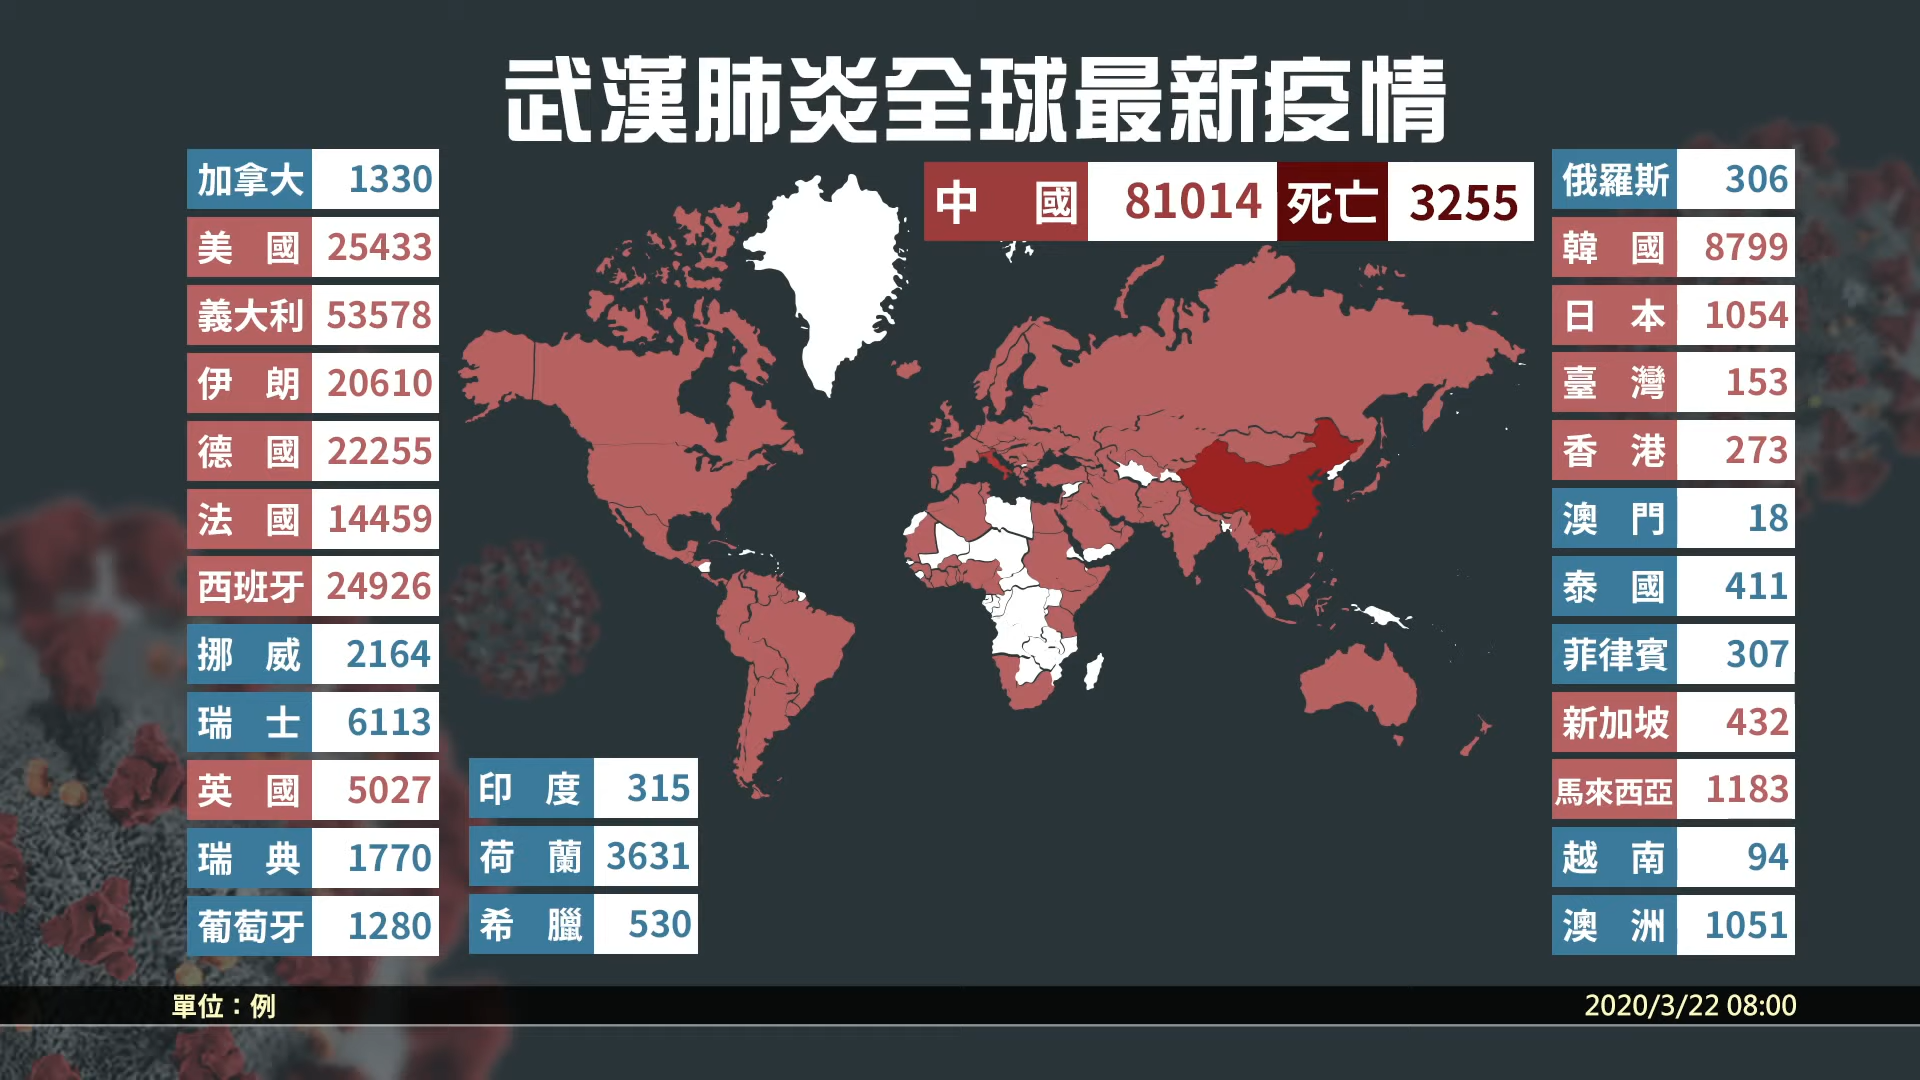 武漢肺炎全球最新疫情
中國 81014 死亡 3255
加拿大 1330
美國 25433
義大利 53578
伊朗 20610
德國 22255
法國 14459
西班牙 24926
挪威 2164
瑞士 6113
英國 5027
瑞典 1770
葡萄牙 1280
印度 315
荷蘭 3631
希臘 530
俄羅斯 306
韓國 8799
日本 1054
臺灣 153
香港 273
澳門 18
泰國 411
菲律賓 307
新加坡 432
馬來西亞 1183
越南 94
澳洲 1051
單位：例
2020/3/22 08:00